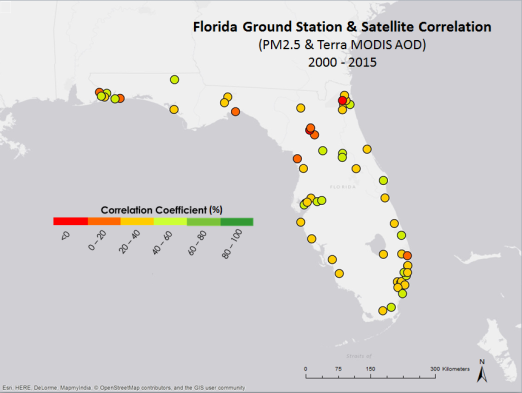 Florida Ground Station & Satellite Correlation
(PM2.5 & Terra MODIS AOD)
2000 - 2015
FLORIDA
Correlation Coefficient (%)
<0
0 - 20
20 - 40
40 - 60
60 - 80
80 - 100
N
0 75 150 300 Kilometers
Esri, HERE, DeLorme, MapmyIndia, © OpenStreetMap contributors, and the GIS user community